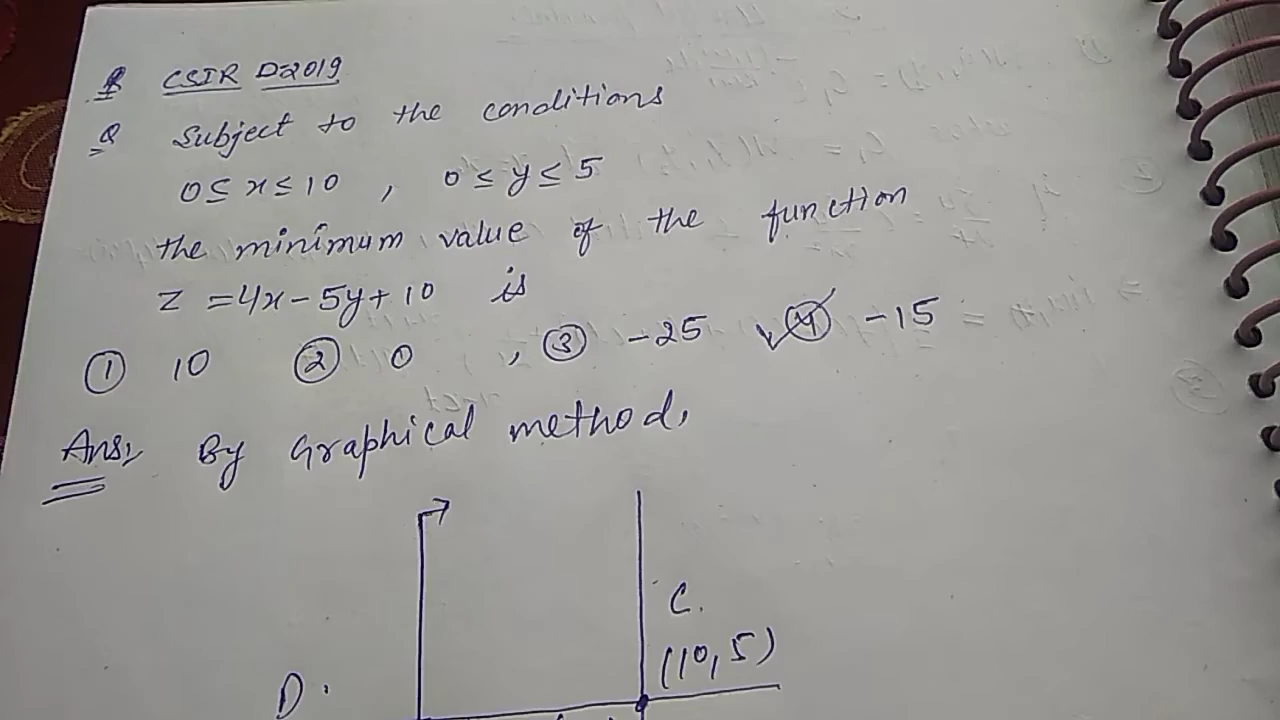 CSIR D-2019
Q Subject to the conditions
0 ≤ x ≤ 10 , 0 ≤ y ≤ 5
the minimum value of the function
Z = 4x - 5y + 10 is
① 10 ② 0 , ③ -25 ✓④ -15
Ans, By Graphical method,
C.
(10, 5)
D.